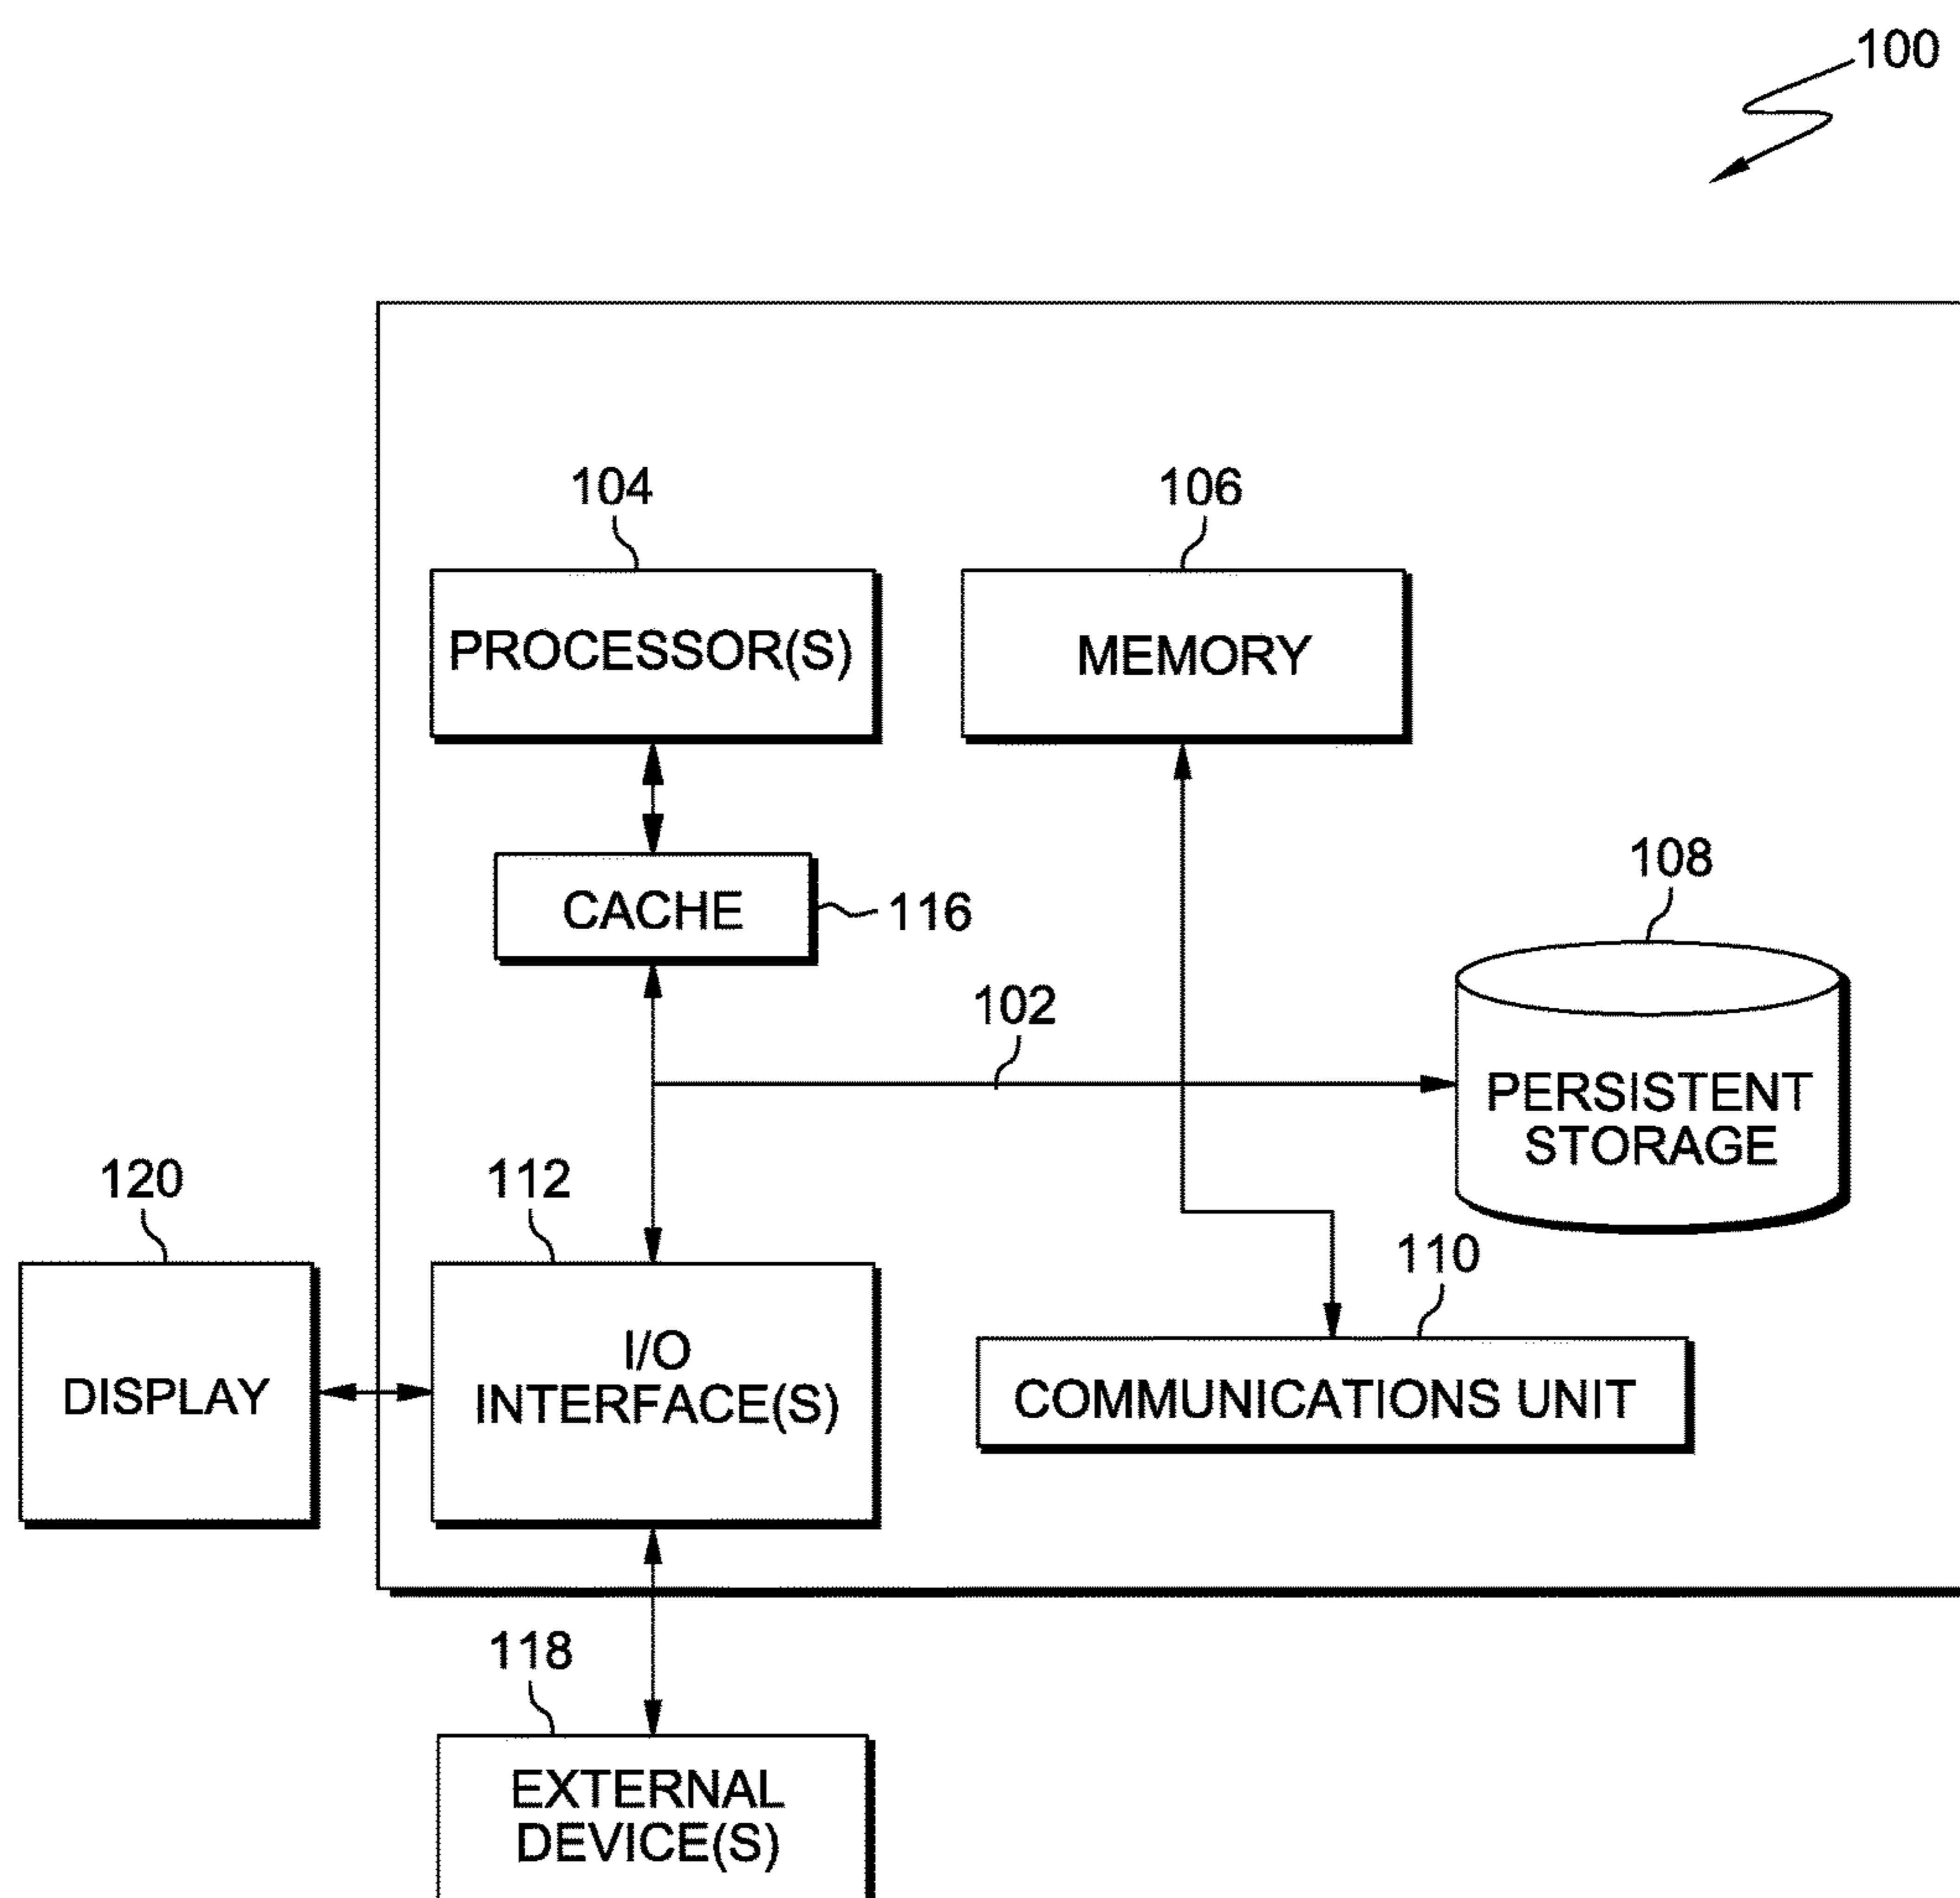 100
104
106
PROCESSOR(S)
MEMORY
108
CACHE
116
102
PERSISTENT
STORAGE
120
112
110
DISPLAY
I/O
INTERFACE(S)
COMMUNICATIONS UNIT
118
EXTERNAL
DEVICE(S)